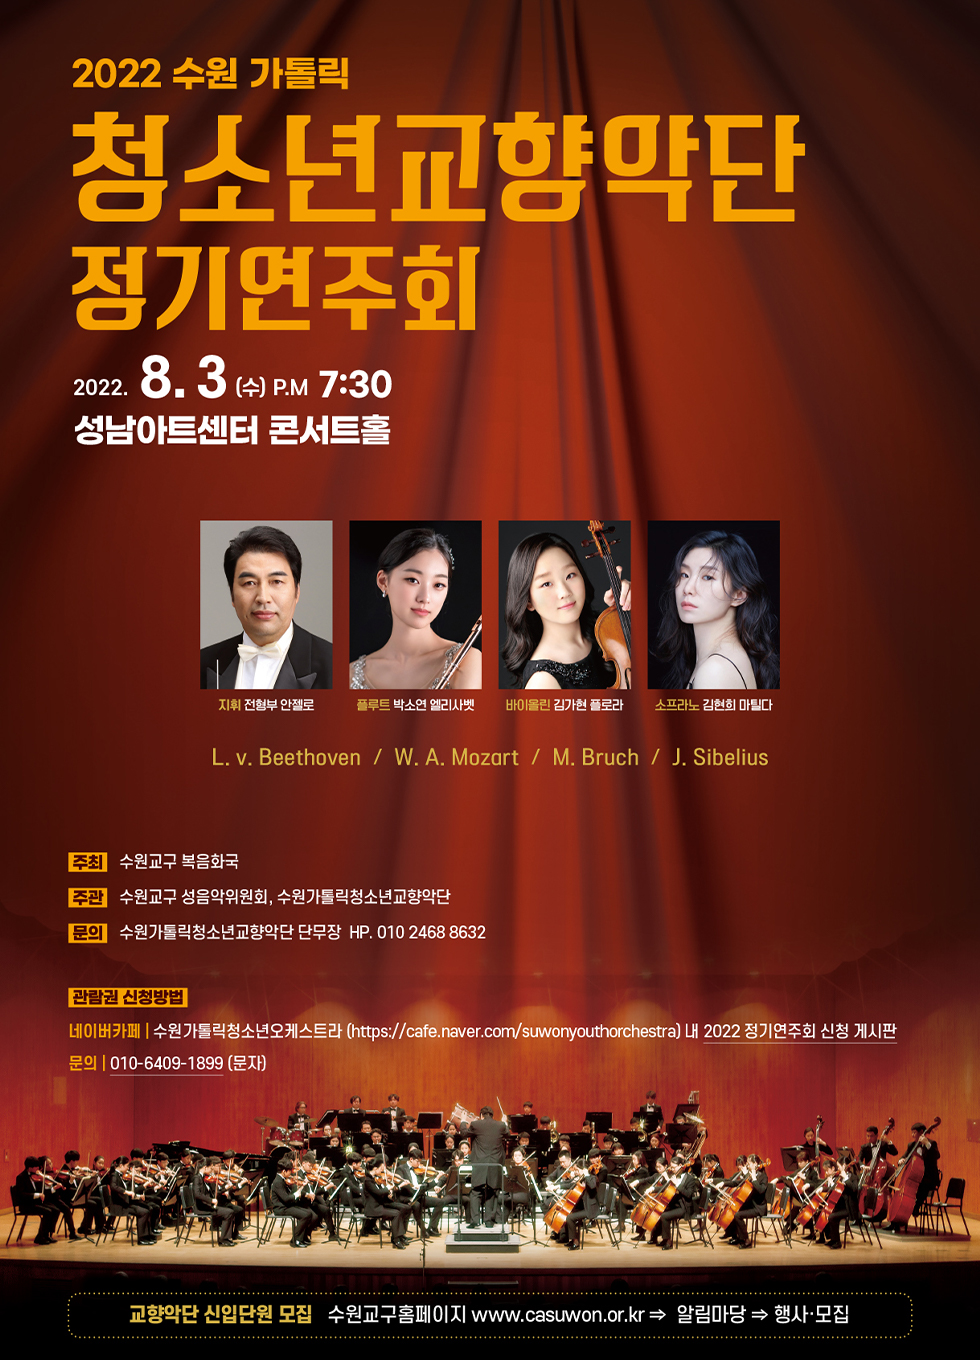 2022 수원 가톨릭
청소년교향악단
정기연주회
2022. 8. 3 (수) P.M 7:30
성남아트센터 콘서트홀
지휘 전형부 안젤로
플루트 박소연 엘리사벳
바이올린 김가현 플로라
소프라노 김현희 마틸다
L. v. Beethoven / W. A. Mozart / M. Bruch / J. Sibelius
주최 수원교구 복음화국
주관 수원교구 성음악위원회, 수원가톨릭청소년교향악단
문의 수원가톨릭청소년교향악단 단무장 HP. 010 2468 8632
관람권 신청방법
네이버카페 | 수원가톨릭청소년오케스트라 (https://cafe.naver.com/suwonyouthorchestra) 내 2022 정기연주회 신청 게시판
문의 | 010-6409-1899 (문자)
교향악단 신입단원 모집 수원교구홈페이지 www.casuwon.or.kr ⇒ 알림마당 ⇒ 행사·모집